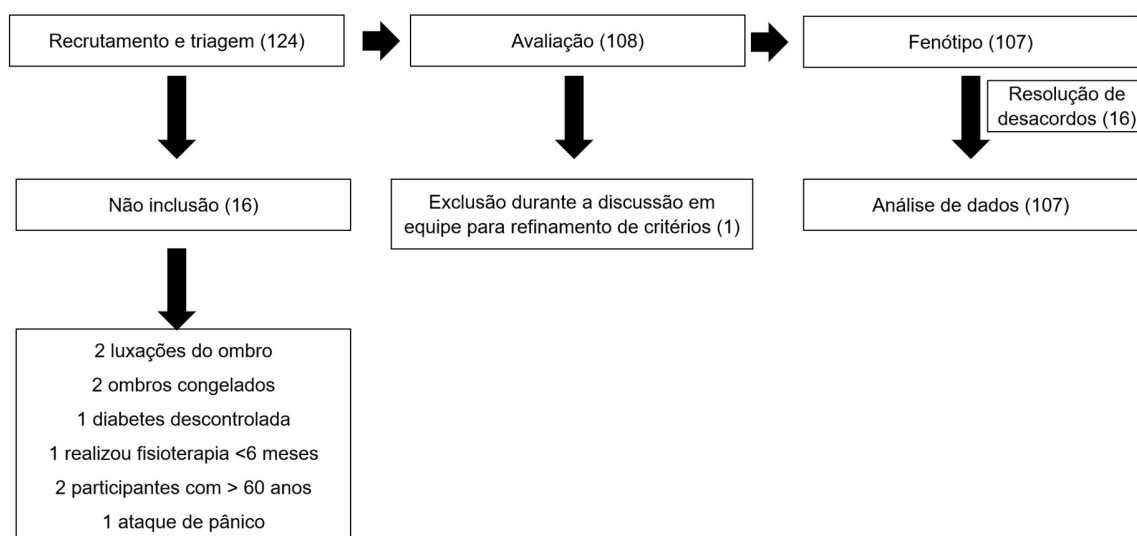 Recrutamento e triagem (124)
Avaliação (108)
Fenótipo (107)
Resolução de
desacordos (16)
Não inclusão (16)
Exclusão durante a discussão em
equipe para refinamento de critérios (1)
Análise de dados (107)
2 luxações do ombro
2 ombros congelados
1 diabetes descontrolada
1 realizou fisioterapia <6 meses
2 participantes com > 60 anos
1 ataque de pânico